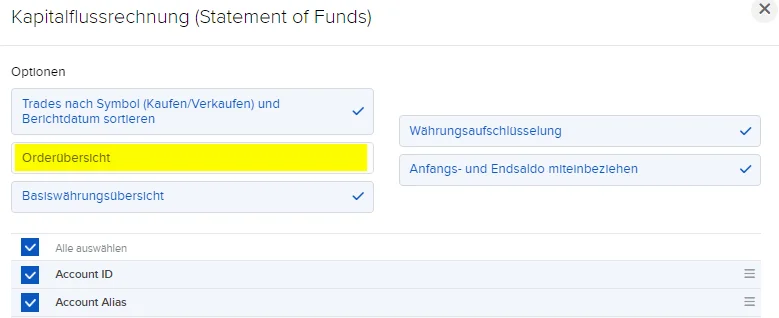 Kapitalflussrechnung (Statement of Funds)
Optionen
Trades nach Symbol (Kaufen/Verkaufen) und
Berichtdatum sortieren
Orderübersicht
Basiswährungsübersicht
Währungsaufschlüsselung
Anfangs- und Endsaldo miteinbeziehen
Alle auswählen
Account ID
Account Alias